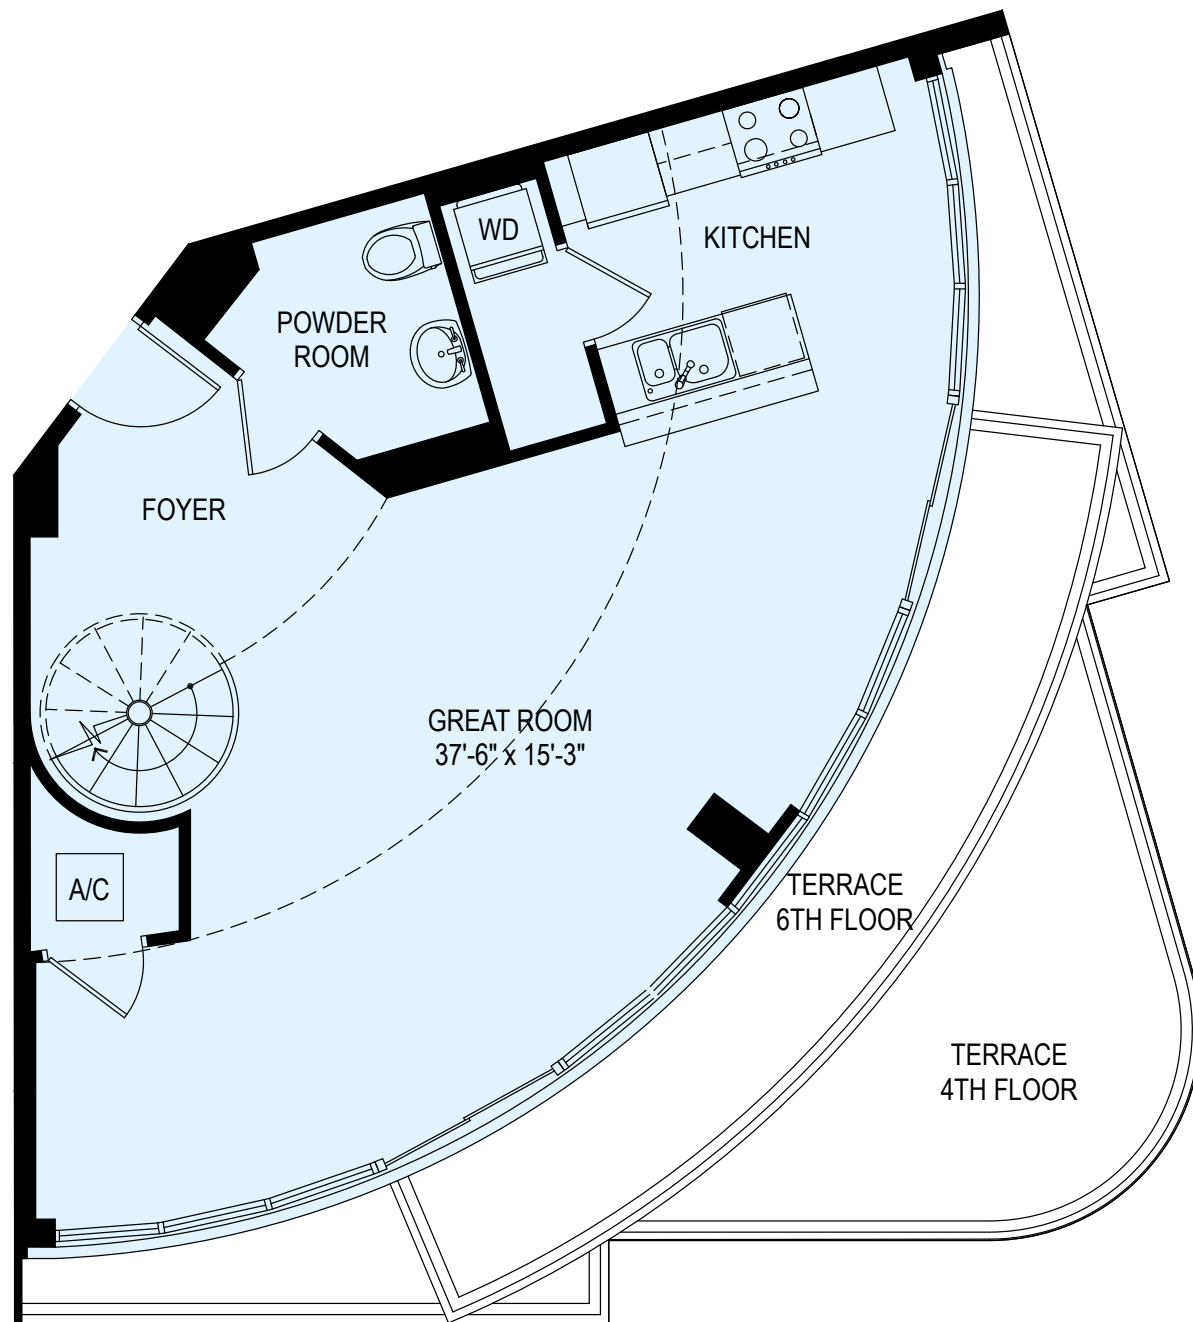 WD
KITCHEN
POWDER
ROOM
FOYER
GREAT ROOM
37'-6" x 15'-3"
A/C
TERRACE
6TH FLOOR
TERRACE
4TH FLOOR